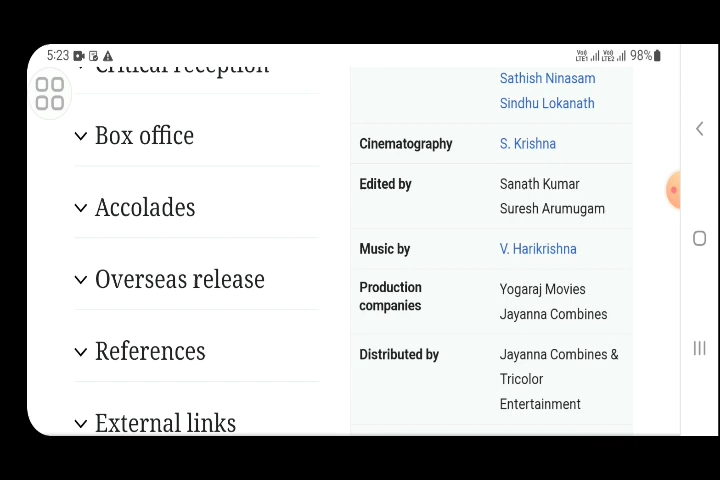 5:23
98%
Critical reception
Box office
Accolades
Overseas release
References
External links
Sathish Ninasam
Sindhu Lokanath
Cinematography S. Krishna
Edited by Sanath Kumar
Suresh Arumugam
Music by V. Harikrishna
Production companies Yogaraj Movies
Jayanna Combines
Distributed by Jayanna Combines &
Tricolor
Entertainment